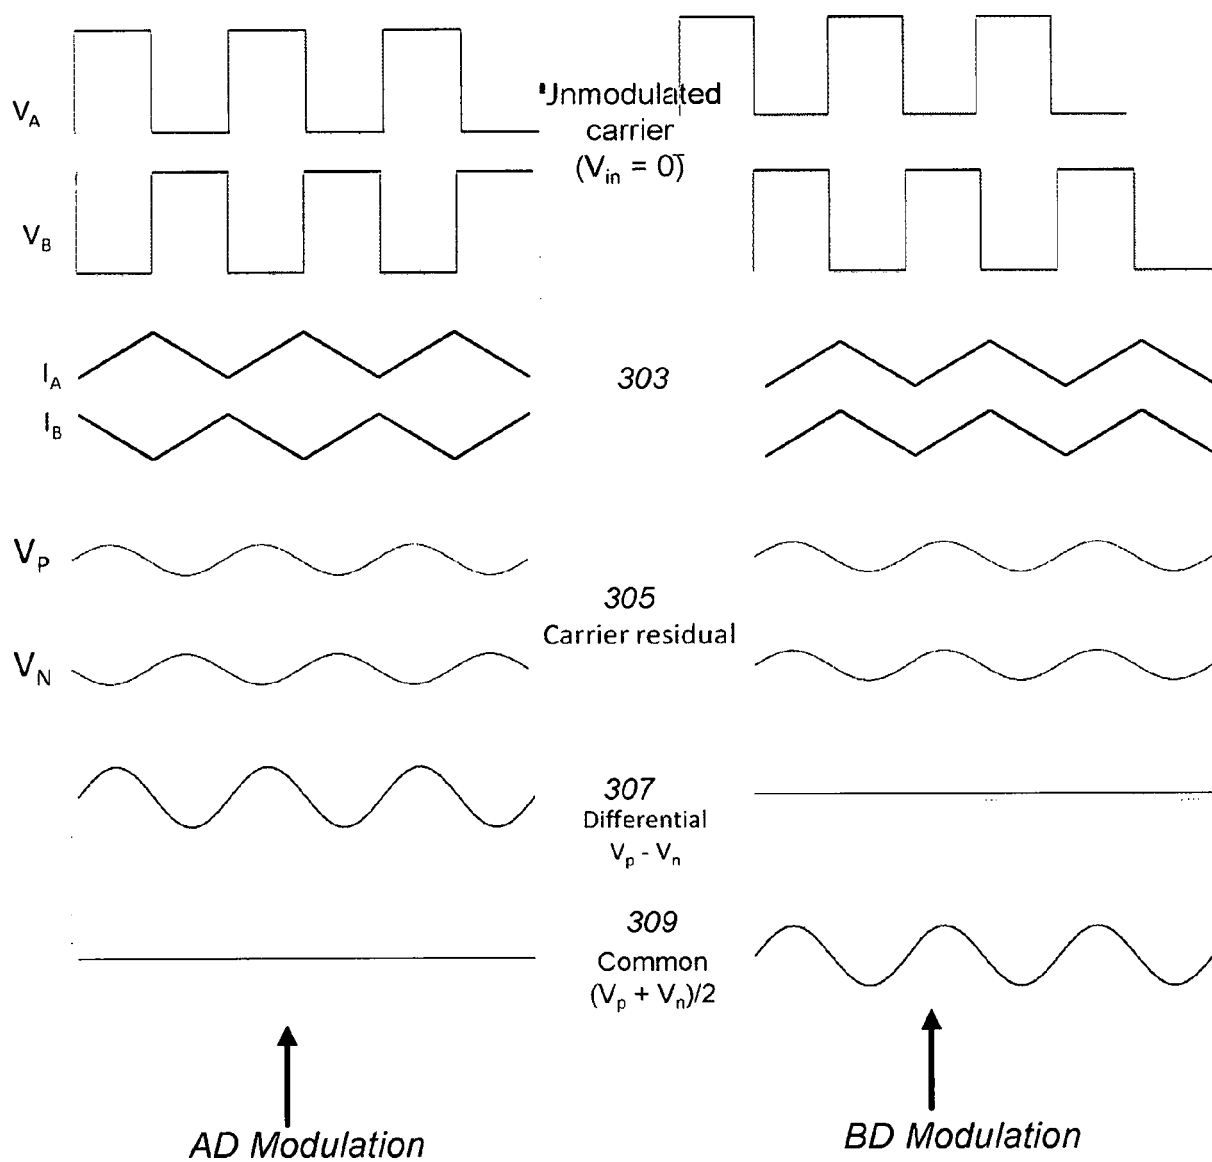 V_A
Unmodulated
carrier
(V_in = 0)
V_B
I_A
303
I_B
V_P
305
Carrier residual
V_N
307
Differential
V_p - V_n
309
Common
(V_p + V_n)/2
AD Modulation
BD Modulation